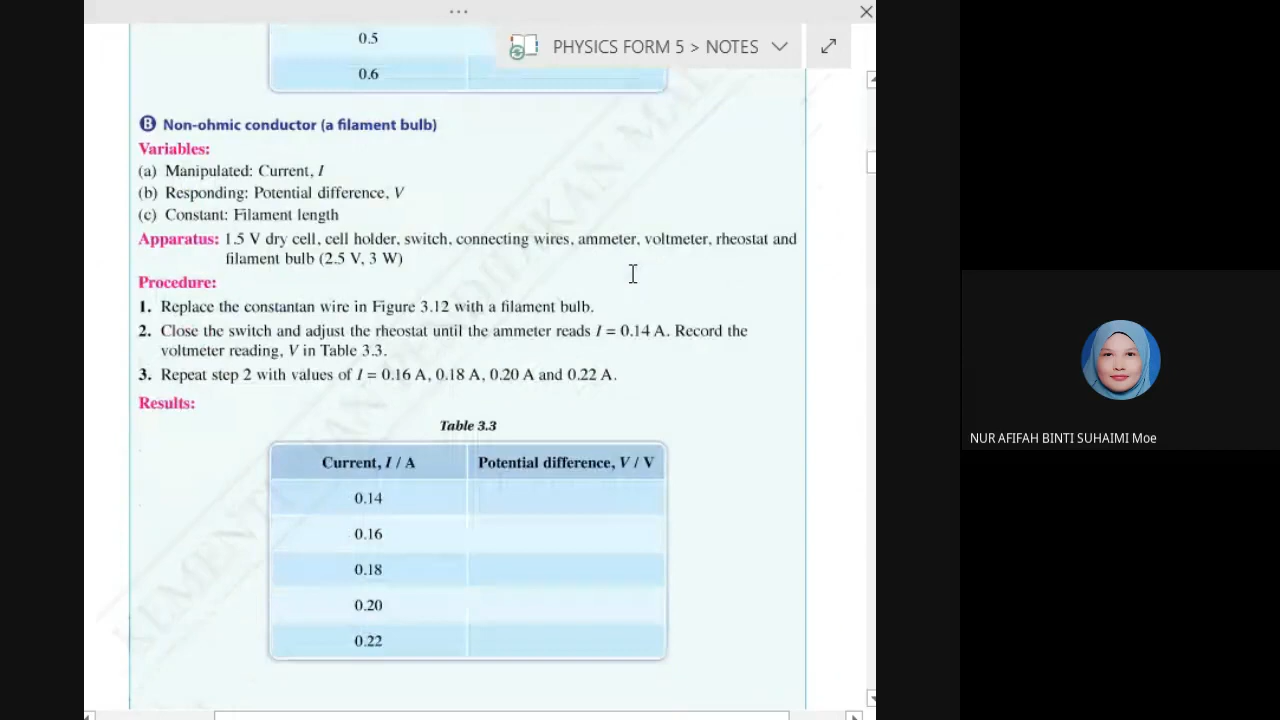 PHYSICS FORM 5 > NOTES
0.5
0.6
B Non-ohmic conductor (a filament bulb)
Variables:
(a) Manipulated: Current, I
(b) Responding: Potential difference, V
(c) Constant: Filament length
Apparatus: 1.5 V dry cell, cell holder, switch, connecting wires, ammeter, voltmeter, rheostat and
filament bulb (2.5 V, 3 W)
Procedure:
1. Replace the constantan wire in Figure 3.12 with a filament bulb.
2. Close the switch and adjust the rheostat until the ammeter reads I = 0.14 A. Record the
voltmeter reading, V in Table 3.3.
3. Repeat step 2 with values of I = 0.16 A, 0.18 A, 0.20 A and 0.22 A.
Results:
Table 3.3
Current, I / A Potential difference, V / V
0.14
0.16
0.18
0.20
0.22
NUR AFIFAH BINTI SUHAIMI Moe